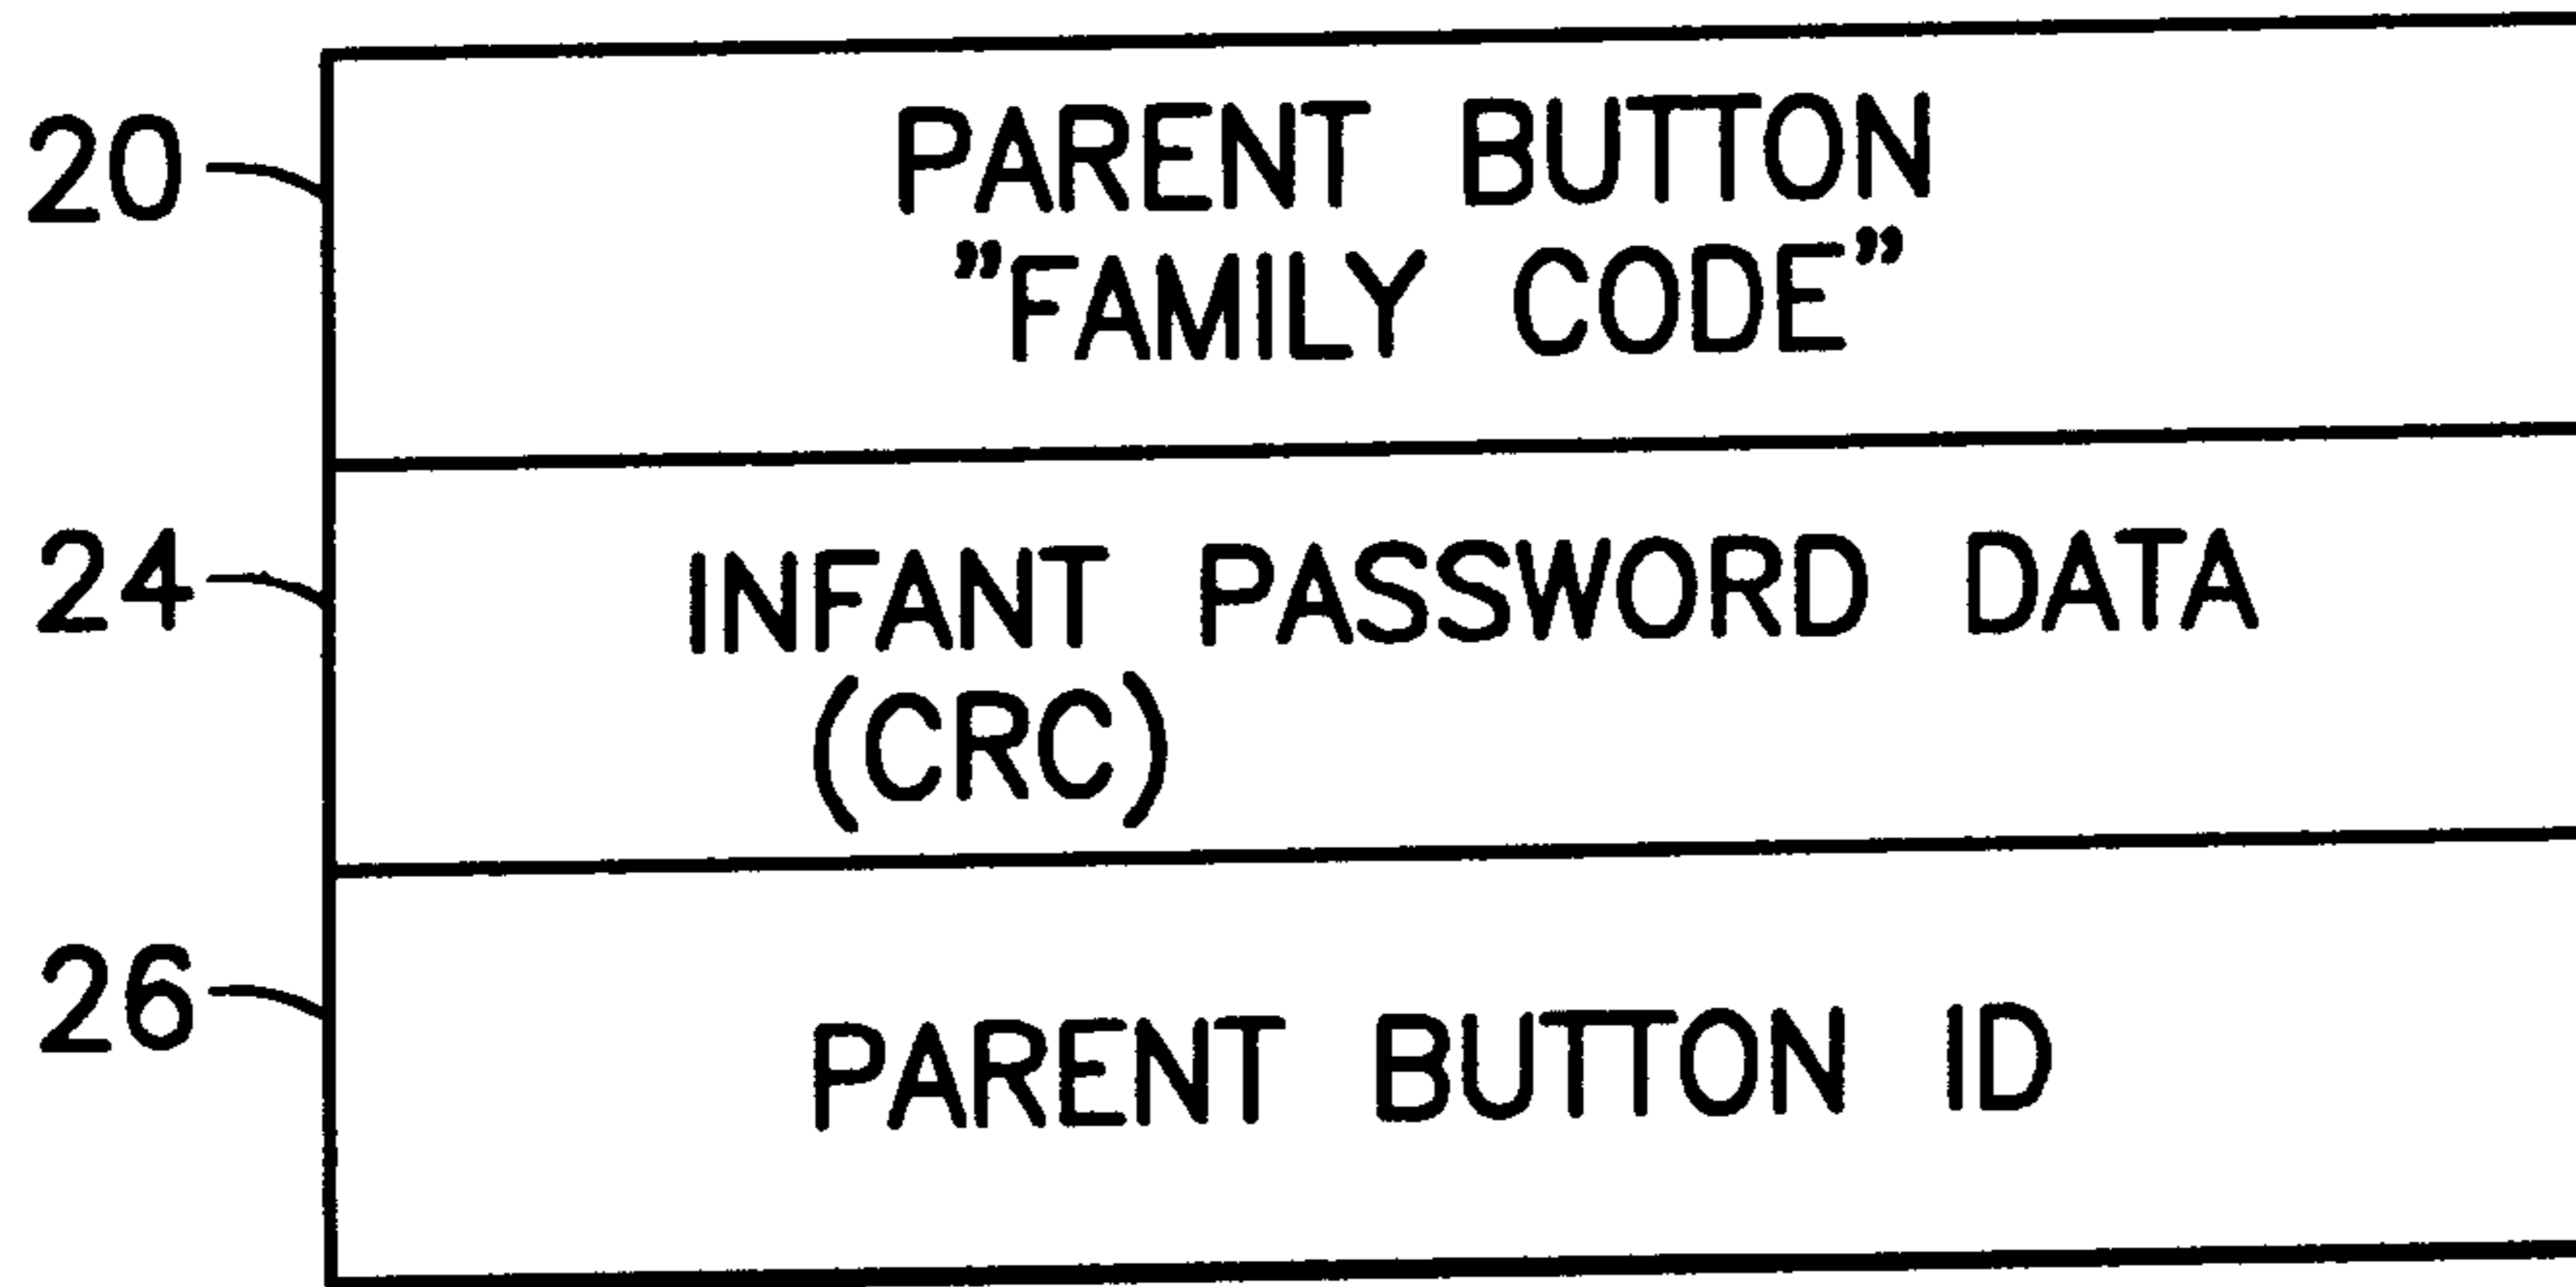 20
PARENT BUTTON
”FAMILY CODE”
24
INFANT PASSWORD DATA
(CRC)
26
PARENT BUTTON ID